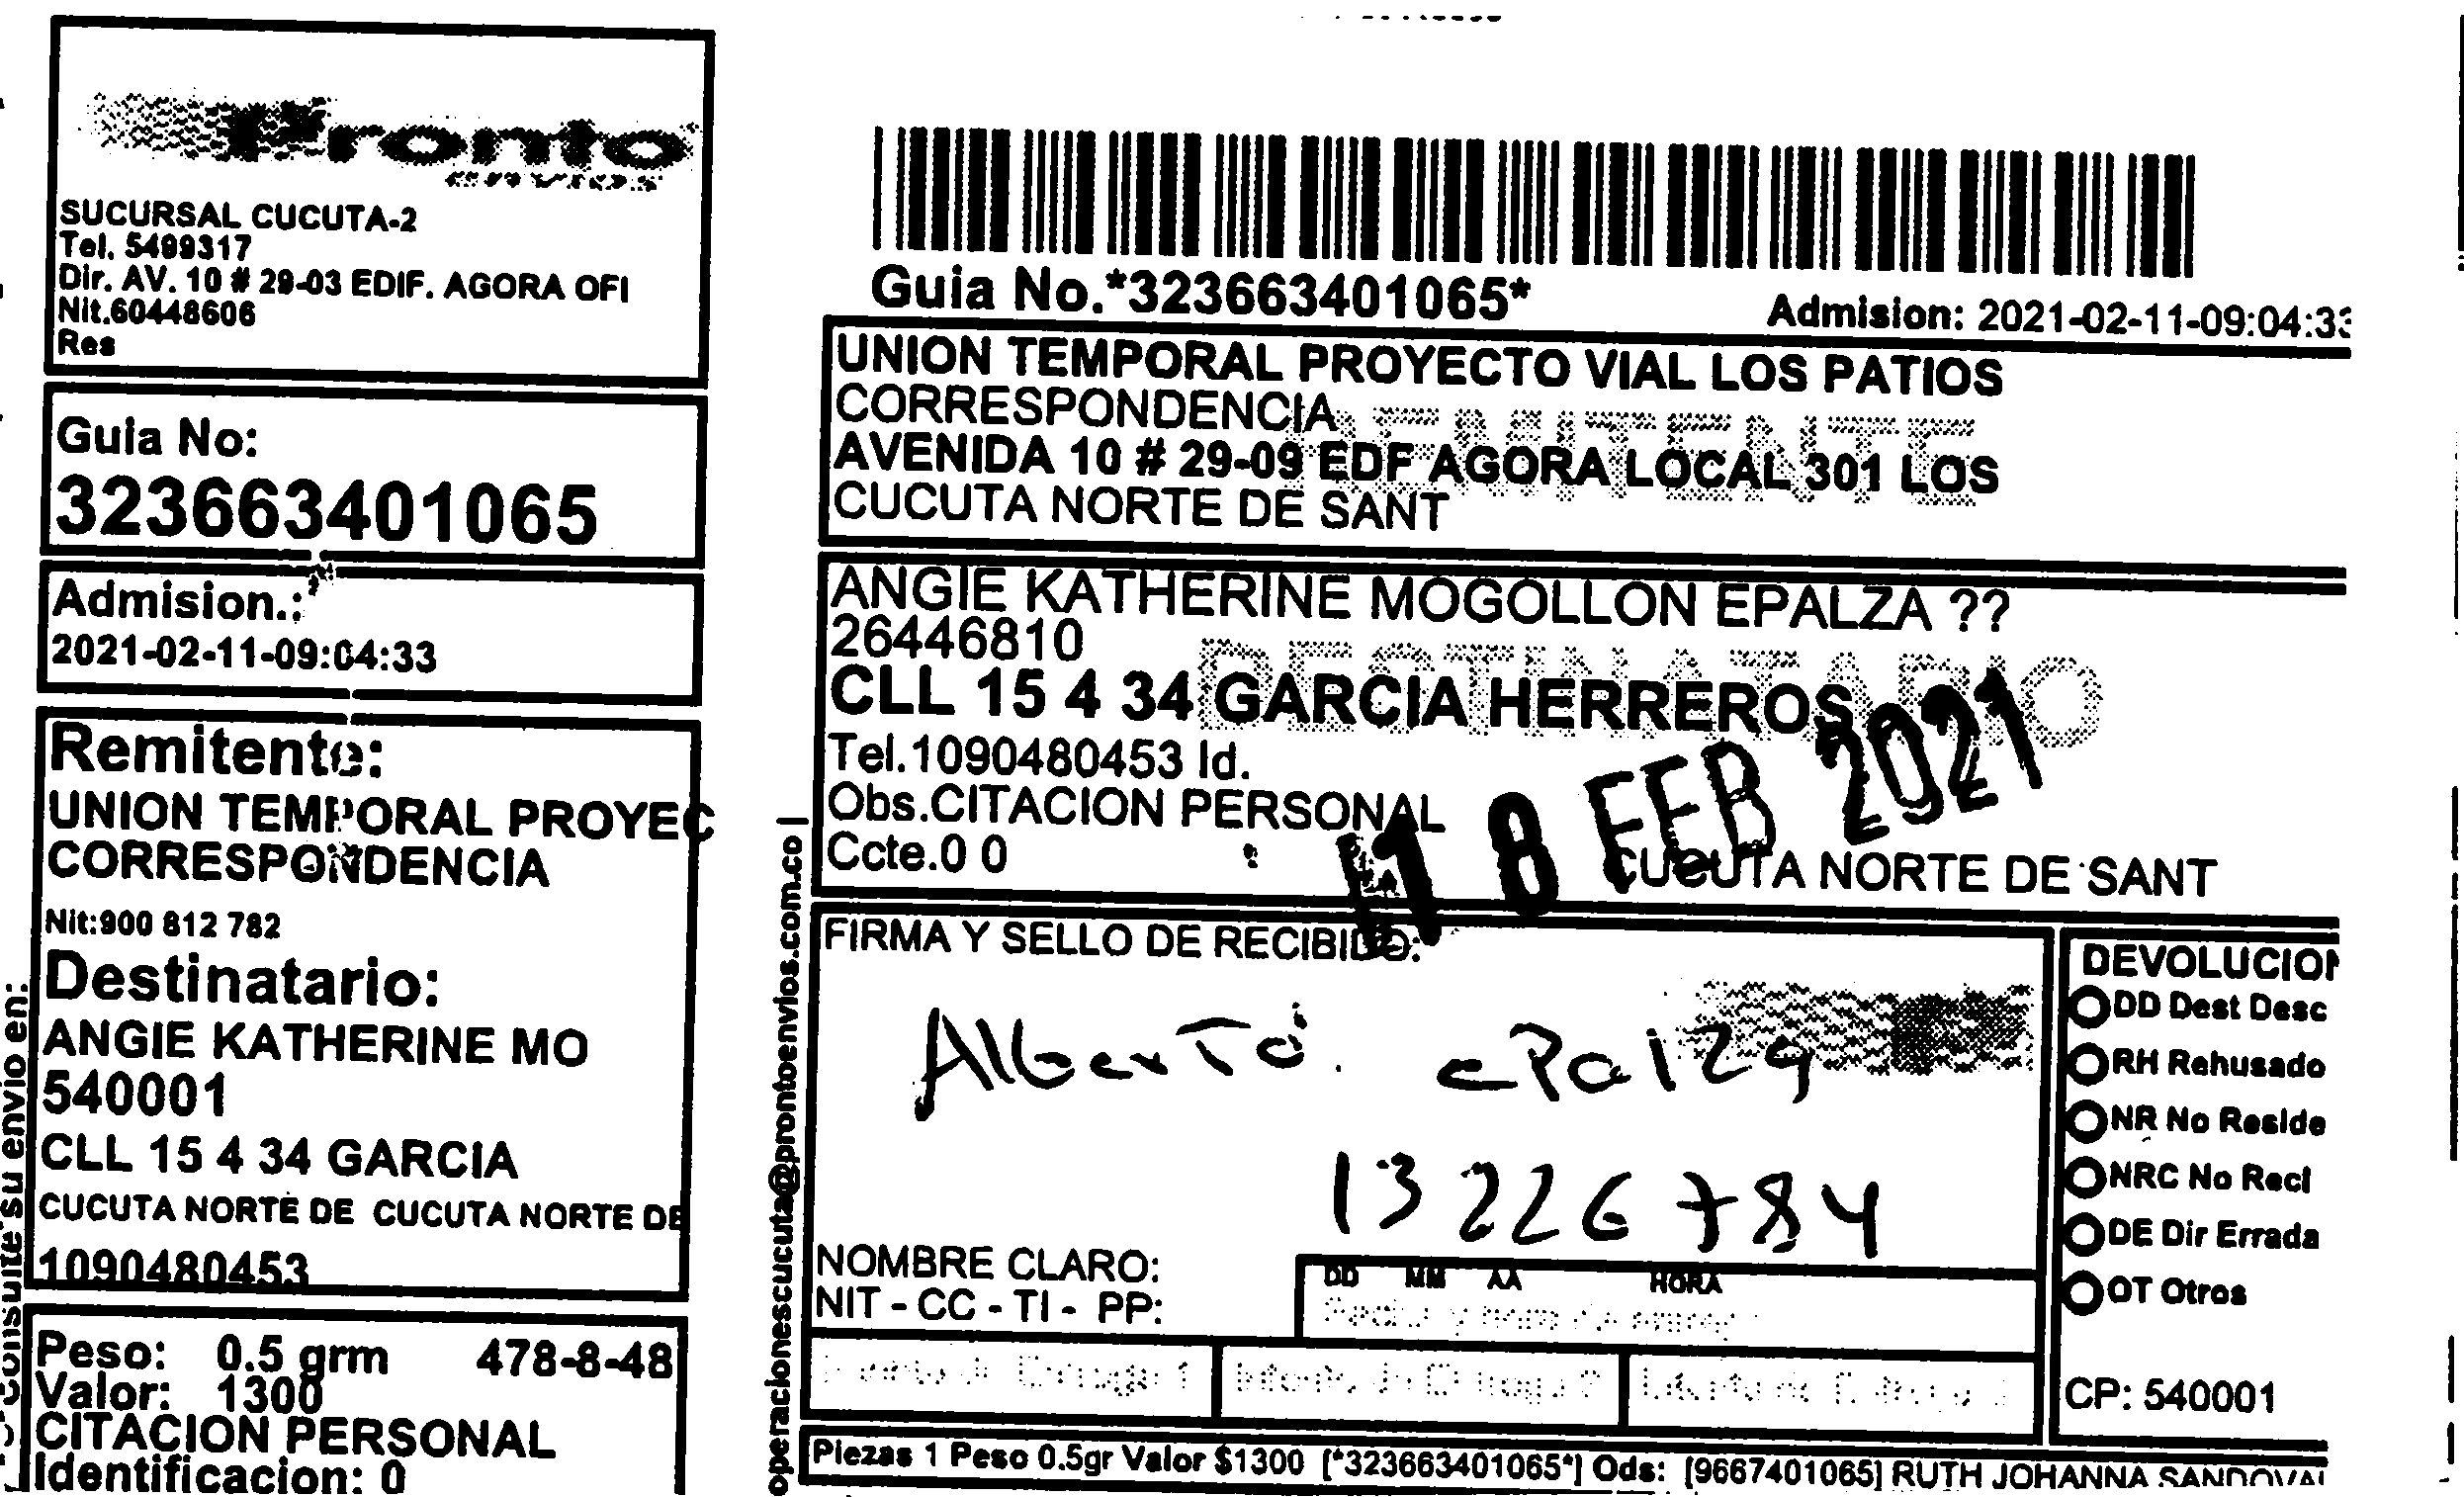 Pronto
envios
SUCURSAL CUCUTA-2
Tel. 5499317
Dir. AV. 10 # 29-03 EDIF. AGORA OFI
Nit.60448606
Res
Guia No:
323663401065
Admision.:
2021-02-11-09:04:33
Remitente:
UNION TEMPORAL PROYEC
CORRESPONDENCIA
Nit:900 812 782
Destinatario:
ANGIE KATHERINE MO
540001
CLL 15 4 34 GARCIA
CUCUTA NORTE DE CUCUTA NORTE DE
1090480453
Peso: 0.5 grm 478-8-48
Valor: 1300
CITACION PERSONAL
Identificacion: 0
Consulte su envio en:
operacionescucuta@prontoenvios.com.co |
Guia No.*323663401065*
Admision: 2021-02-11-09:04:33
UNION TEMPORAL PROYECTO VIAL LOS PATIOS
CORRESPONDENCIA
REMITENTE
AVENIDA 10 # 29-09 EDF AGORA LOCAL 301 LOS
CUCUTA NORTE DE SANT
ANGIE KATHERINE MOGOLLON EPALZA ??
26446810
DESTINATARIO
CLL 15 4 34 GARCIA HERREROS
Tel.1090480453 Id.
Obs.CITACION PERSONAL
18 FEB 2021
Ccte.0 0
CUCUTA NORTE DE SANT
FIRMA Y SELLO DE RECIBIDO:
Alberto epalza
13226784
NOMBRE CLARO:
NIT - CC - TI - PP:
DD MM AA HORA
DEVOLUCION
DD Dest Desc
RH Rehusado
NR No Reside
NRC No Recl
DE Dir Errada
OT Otros
CP: 540001
Piezas 1 Peso 0.5gr Valor $1300 [*323663401065*] Ods: [9667401065] RUTH JOHANNA SANDOVAL